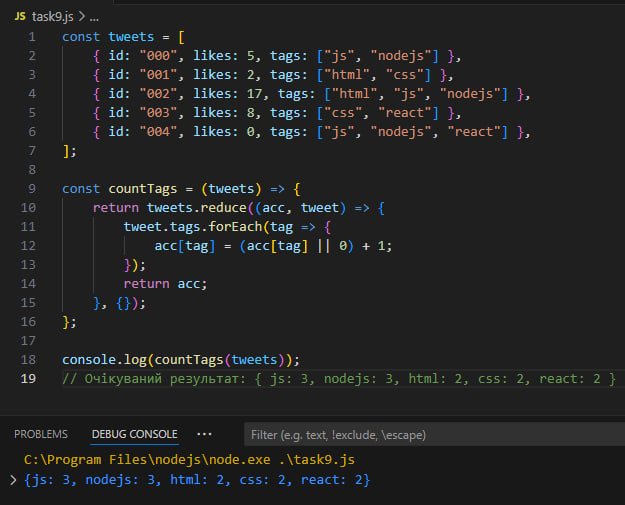 JS task9.js > ...
1 const tweets = [
2     { id: "000", likes: 5, tags: ["js", "nodejs"] },
3     { id: "001", likes: 2, tags: ["html", "css"] },
4     { id: "002", likes: 17, tags: ["html", "js", "nodejs"] },
5     { id: "003", likes: 8, tags: ["css", "react"] },
6     { id: "004", likes: 0, tags: ["js", "nodejs", "react"] },
7 ];
8
9 const countTags = (tweets) => {
10     return tweets.reduce((acc, tweet) => {
11         tweet.tags.forEach(tag => {
12             acc[tag] = (acc[tag] || 0) + 1;
13         });
14         return acc;
15     }, {});
16 };
17
18 console.log(countTags(tweets));
19 // Очікуваний результат: { js: 3, nodejs: 3, html: 2, css: 2, react: 2 }
PROBLEMS DEBUG CONSOLE ... Filter (e.g. text, !exclude, \escape)
C:\Program Files\nodejs\node.exe .\task9.js
> {js: 3, nodejs: 3, html: 2, css: 2, react: 2}